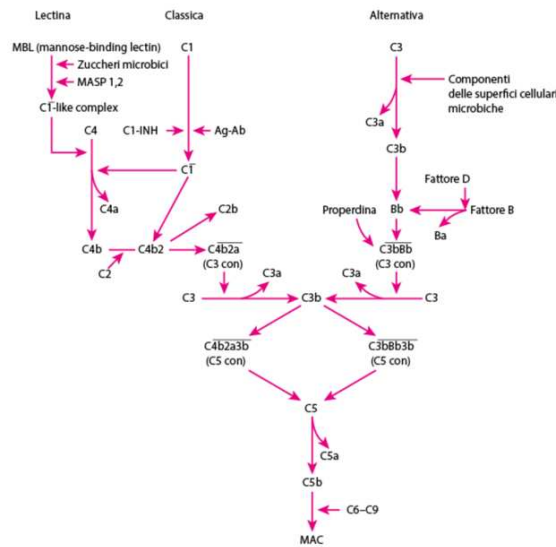 Lectina
Classica
Alternativa
MBL (mannose-binding lectin)
C1
C3
Zuccheri microbici
MASP 1,2
Componenti
delle superfici cellulari
microbiche
C1-like complex
C3a
C4
C1-INH
Ag-Ab
C3b
C1
Fattore D
C4a
C2b
Properdina
Bb
Fattore B
Ba
C4b
C4b2
C4b2a
(C3 con)
C3bBb
(C3 con)
C2
C3a
C3a
C3
C3b
C3
C4b2a3b
(C5 con)
C3bBb3b
(C5 con)
C5
C5a
C5b
C6–C9
MAC